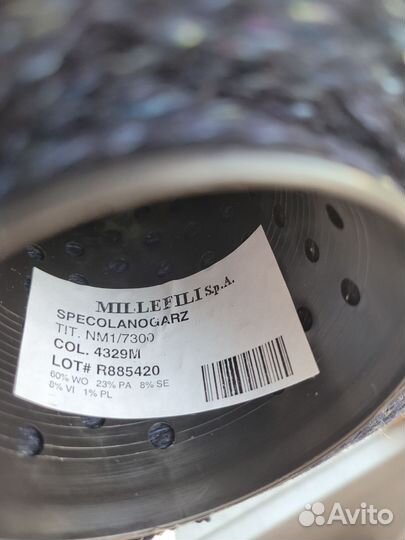 MILLEFILI S.p.A.
SPECOLANOGARZ
TIT. NM1/7300
COL. 4329M
LOT# R885420
60% WO 23% PA 8% SE
8% VI 1% PL
Avito